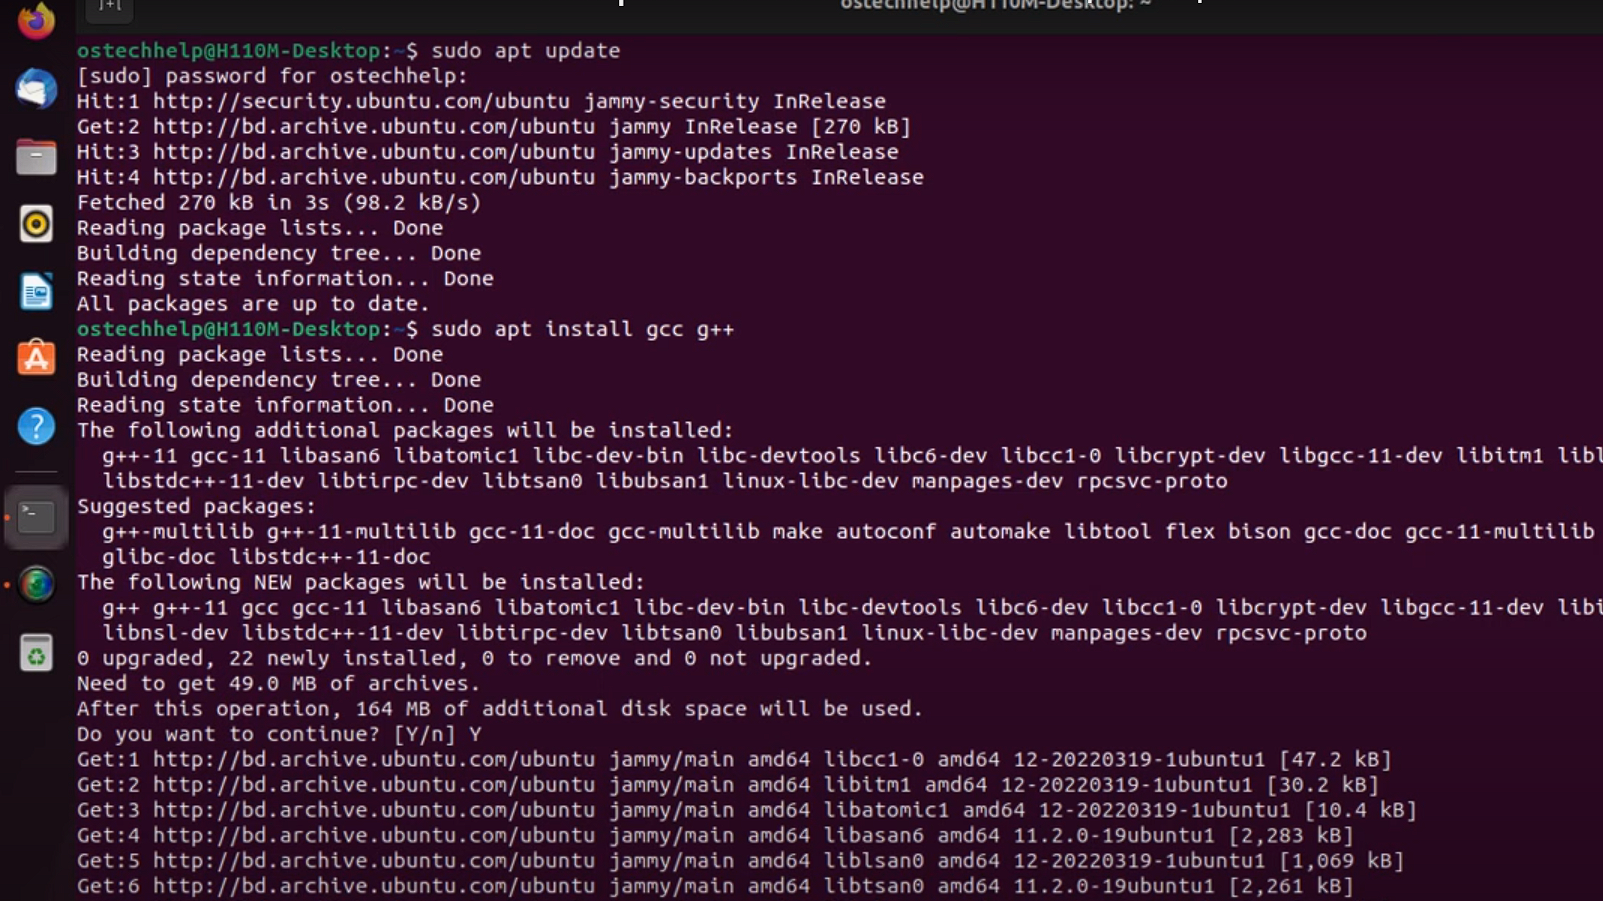 ostechhelp@H110M-Desktop: ~
ostechhelp@H110M-Desktop:~$ sudo apt update
[sudo] password for ostechhelp:
Hit:1 http://security.ubuntu.com/ubuntu jammy-security InRelease
Get:2 http://bd.archive.ubuntu.com/ubuntu jammy InRelease [270 kB]
Hit:3 http://bd.archive.ubuntu.com/ubuntu jammy-updates InRelease
Hit:4 http://bd.archive.ubuntu.com/ubuntu jammy-backports InRelease
Fetched 270 kB in 3s (98.2 kB/s)
Reading package lists... Done
Building dependency tree... Done
Reading state information... Done
All packages are up to date.
ostechhelp@H110M-Desktop:~$ sudo apt install gcc g++
Reading package lists... Done
Building dependency tree... Done
Reading state information... Done
The following additional packages will be installed:
g++-11 gcc-11 libasan6 libatomic1 libc-dev-bin libc-devtools libc6-dev libcc1-0 libcrypt-dev libgcc-11-dev libitm1
libstdc++-11-dev libtirpc-dev libtsan0 libubsan1 linux-libc-dev manpages-dev rpcsvc-proto
Suggested packages:
g++-multilib g++-11-multilib gcc-11-doc gcc-multilib make autoconf automake libtool flex bison gcc-doc gcc-11-multilib
glibc-doc libstdc++-11-doc
The following NEW packages will be installed:
g++ g++-11 gcc gcc-11 libasan6 libatomic1 libc-dev-bin libc-devtools libc6-dev libcc1-0 libcrypt-dev libgcc-11-dev
libnsl-dev libstdc++-11-dev libtirpc-dev libtsan0 libubsan1 linux-libc-dev manpages-dev rpcsvc-proto
0 upgraded, 22 newly installed, 0 to remove and 0 not upgraded.
Need to get 49.0 MB of archives.
After this operation, 164 MB of additional disk space will be used.
Do you want to continue? [Y/n] Y
Get:1 http://bd.archive.ubuntu.com/ubuntu jammy/main amd64 libcc1-0 amd64 12-20220319-1ubuntu1 [47.2 kB]
Get:2 http://bd.archive.ubuntu.com/ubuntu jammy/main amd64 libitm1 amd64 12-20220319-1ubuntu1 [30.2 kB]
Get:3 http://bd.archive.ubuntu.com/ubuntu jammy/main amd64 libatomic1 amd64 12-20220319-1ubuntu1 [10.4 kB]
Get:4 http://bd.archive.ubuntu.com/ubuntu jammy/main amd64 libasan6 amd64 11.2.0-19ubuntu1 [2,283 kB]
Get:5 http://bd.archive.ubuntu.com/ubuntu jammy/main amd64 liblsan0 amd64 12-20220319-1ubuntu1 [1,069 kB]
Get:6 http://bd.archive.ubuntu.com/ubuntu jammy/main amd64 libtsan0 amd64 11.2.0-19ubuntu1 [2,261 kB]